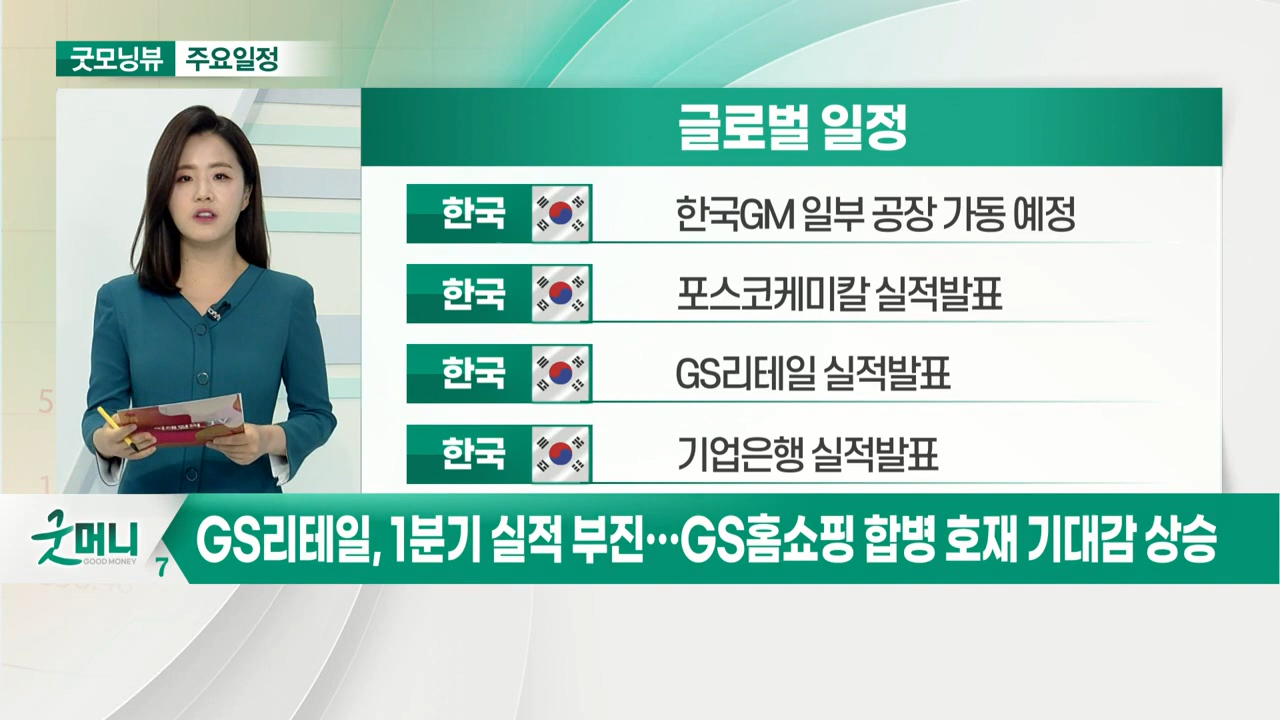 굿모닝뷰 주요일정
글로벌 일정
한국 한국GM 일부 공장 가동 예정
한국 포스코케미칼 실적발표
한국 GS리테일 실적발표
한국 기업은행 실적발표
굿머니
GOOD MONEY
7
GS리테일, 1분기 실적 부진…GS홈쇼핑 합병 호재 기대감 상승